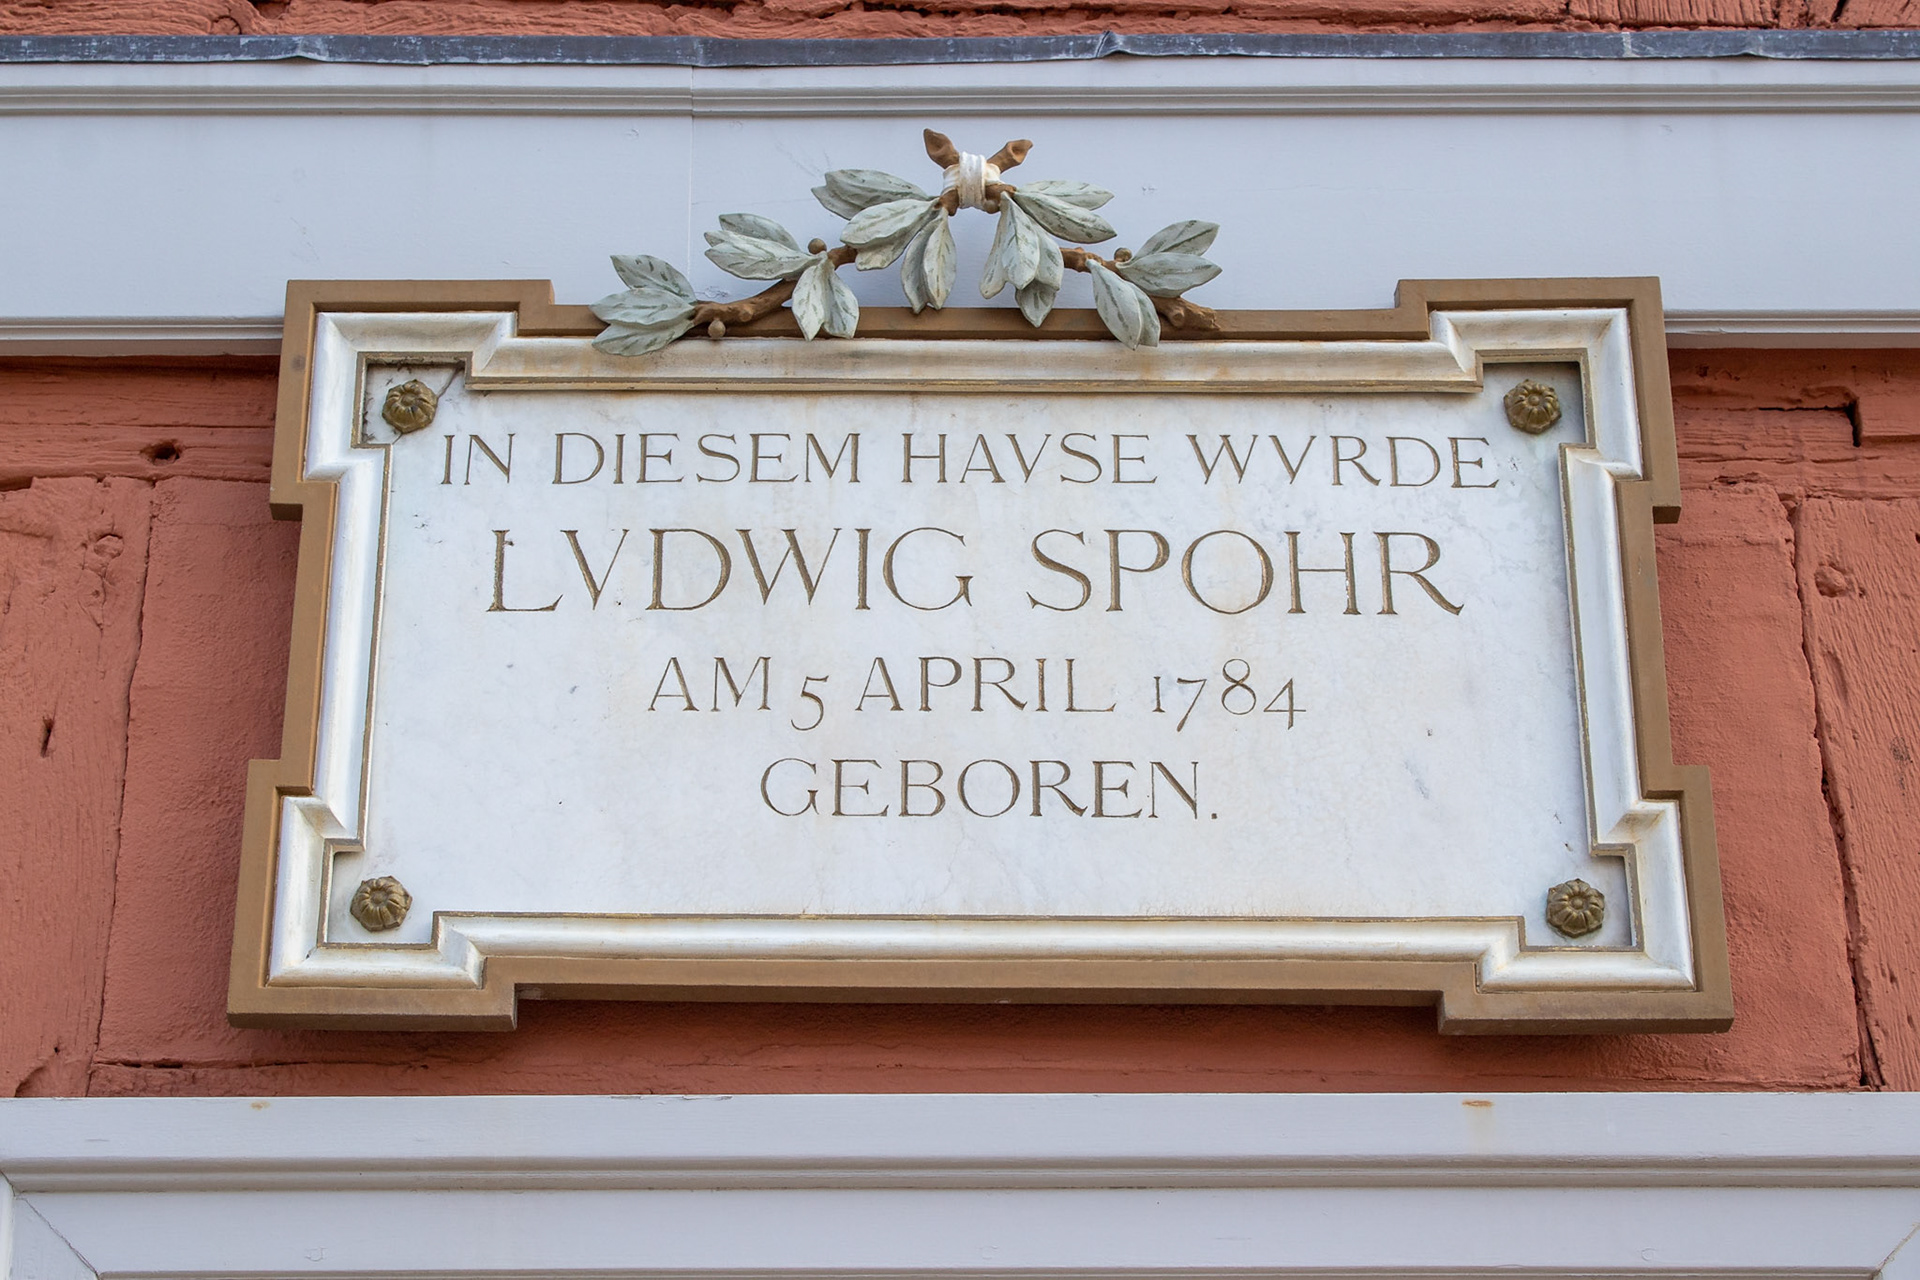 IN DIESEM HAVSE WVRDE
LVDWIG SPOHR
AM 5 APRIL 1784
GEBOREN.